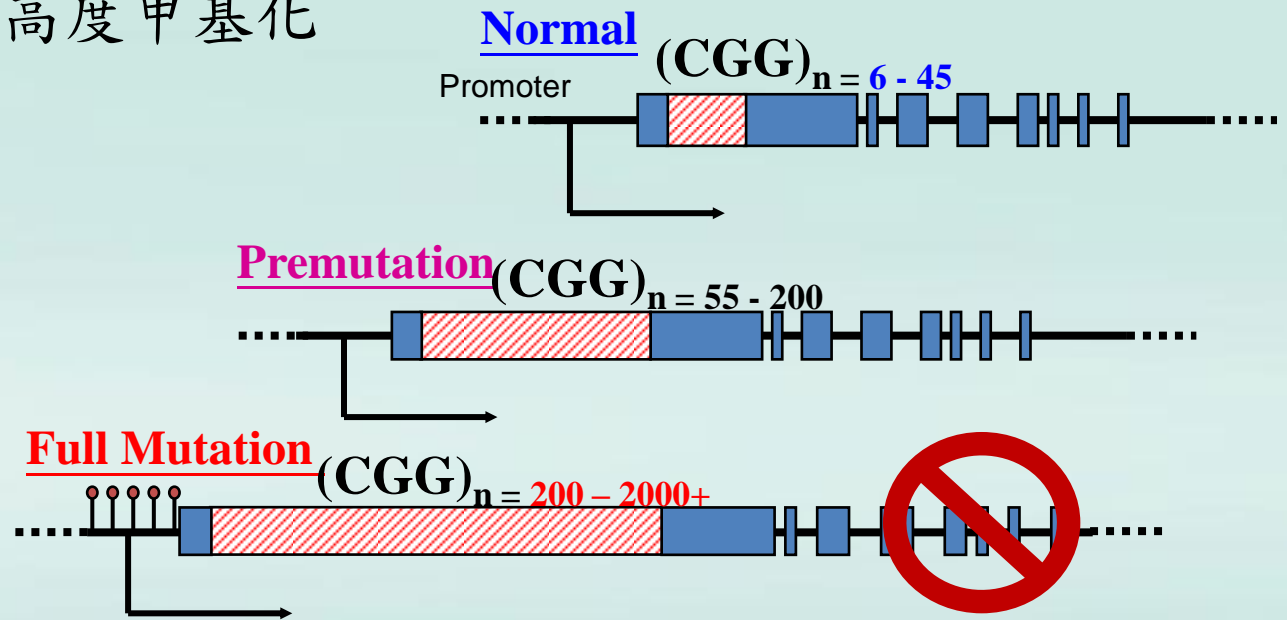 高度甲基化
Normal
(CGG)n = 6 - 45
Promoter
Premutation
(CGG)n = 55 - 200
Full Mutation
(CGG)n = 200 – 2000+